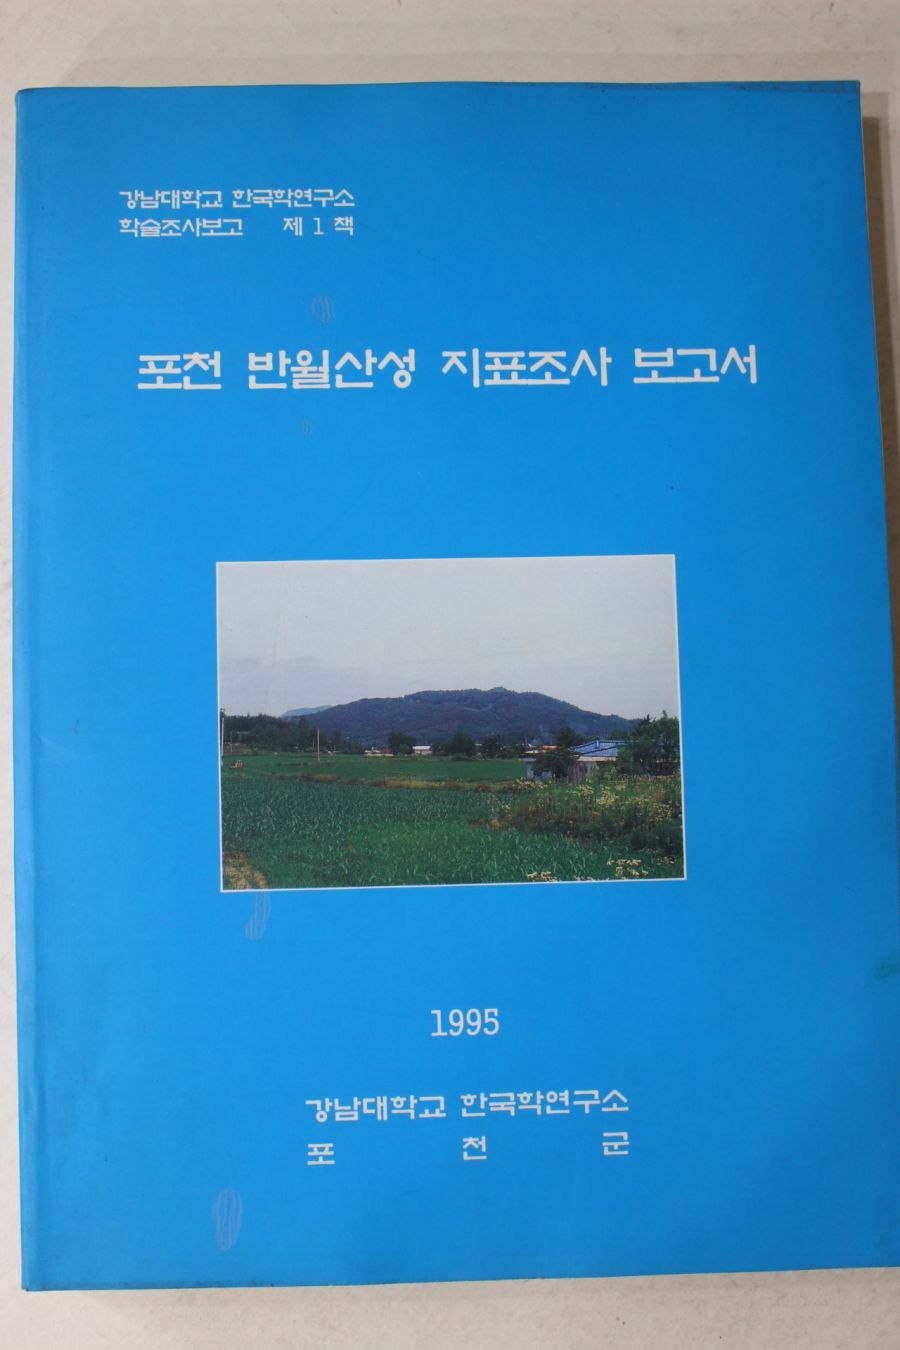 강남대학교 한국학연구소
학술조사보고 제 1 책
포천 반월산성 지표조사 보고서
1995
강남대학교 한국학연구소
포 천 군